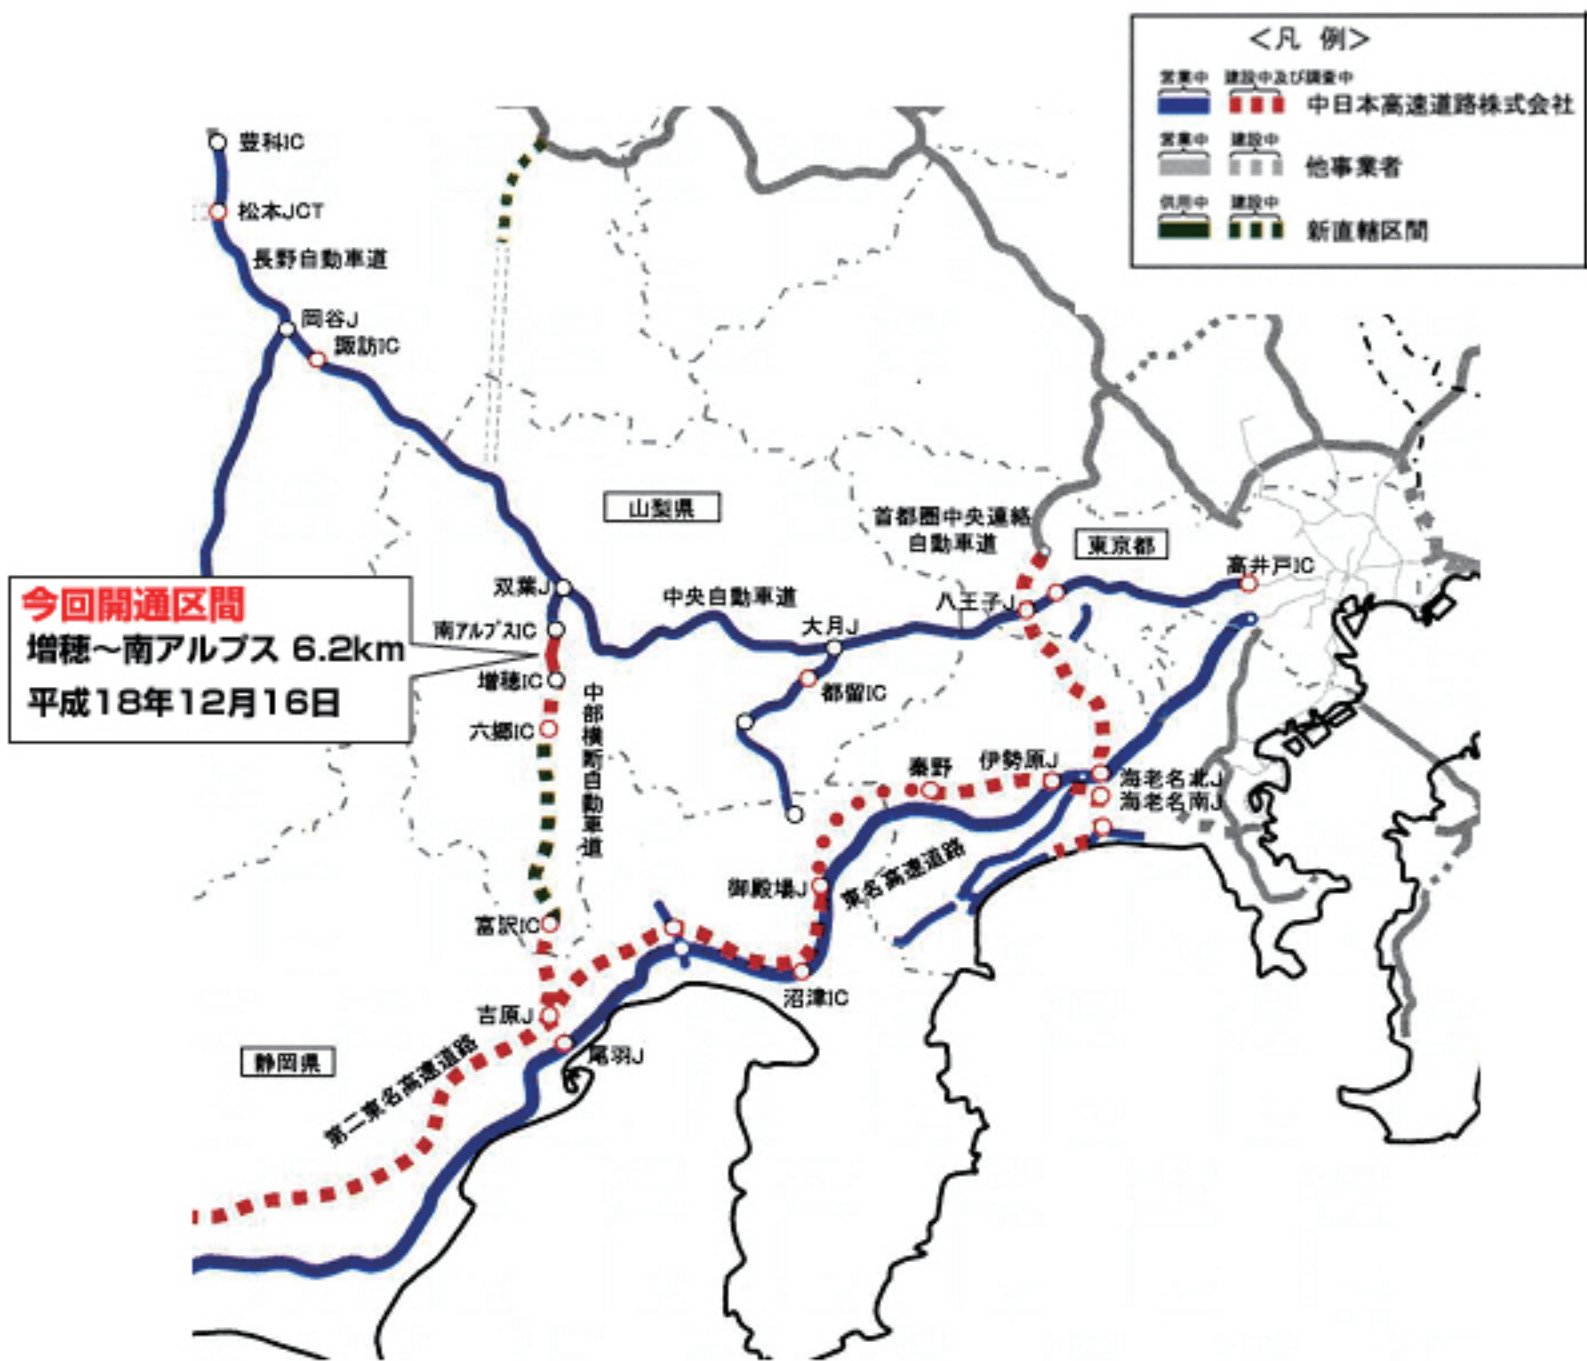 ＜凡 例＞
営業中 建設中及び調査中
中日本高速道路株式会社
営業中 建設中
他事業者
供用中 建設中
新直轄区間
豊科IC
松本JCT
長野自動車道
岡谷J
諏訪IC
山梨県
首都圏中央連絡
自動車道
東京都
高井戸IC
今回開通区間
増穂～南アルプス 6.2km
平成18年12月16日
双葉J
中央自動車道
八王子J
南アルプスIC
大月J
増穂IC
都留IC
六郷IC
中部横断自動車道
秦野
伊勢原J
海老名北J
海老名南J
御殿場J
東名高速道路
富沢IC
沼津IC
吉原J
尾羽J
静岡県
第二東名高速道路